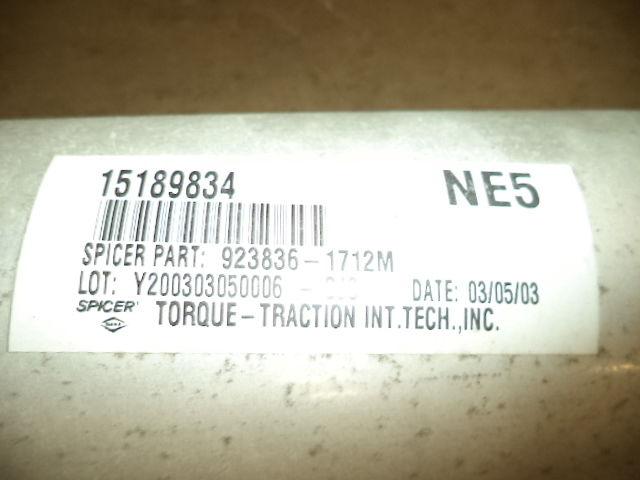 15189834 NE5
SPICER PART: 923836-1712M
LOT: Y200303050006 - DATE: 03/05/03
SPICER TORQUE-TRACTION INT.TECH.,INC.